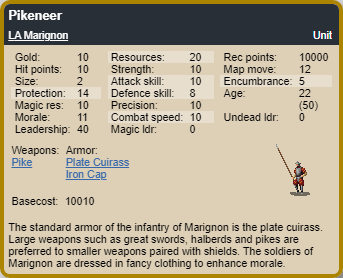 Pikeneer
LA Marignon Unit
Gold: 10 Resources: 20 Rec points: 10000
Hit points: 10 Strength: 10 Map move: 12
Size: 2 Attack skill: 10 Encumbrance: 5
Protection: 14 Defence skill: 8 Age: 22
Magic res: 10 Precision: 10 (50)
Morale: 11 Combat speed: 10 Undead ldr: 0
Leadership: 40 Magic ldr: 0
Weapons: Armor:
Pike Plate Cuirass
Iron Cap
Basecost: 10010
The standard armor of the infantry of Marignon is the plate cuirass.
Large weapons such as great swords, halberds and pikes are
preferred to smaller weapons paired with shields. The soldiers of
Marignon are dressed in fancy clothing to enhance morale.